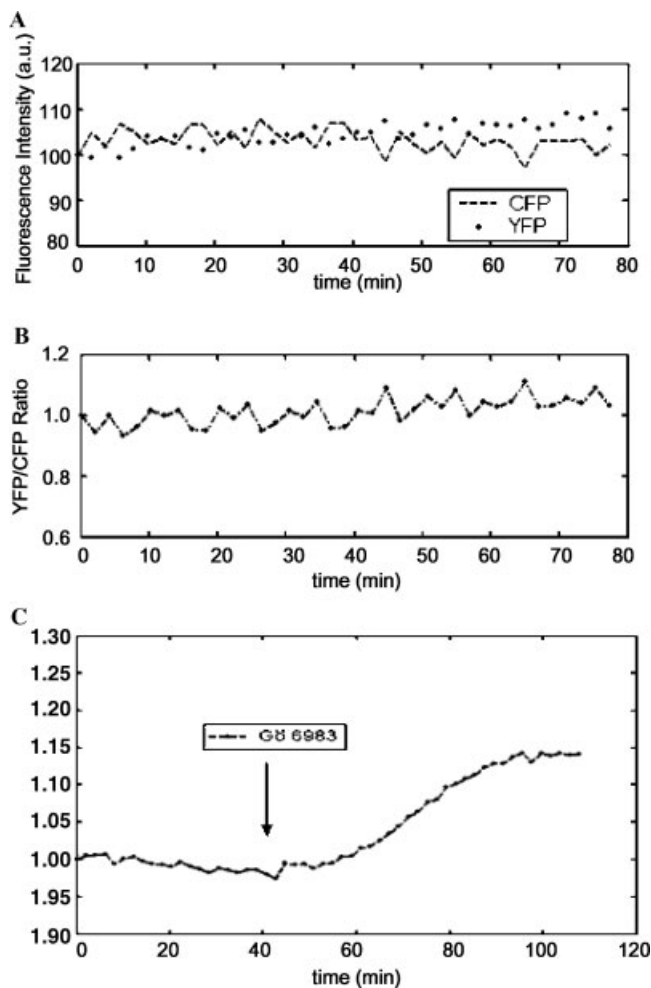 A
Fluorescence Intensity (a.u.)
120
110
100
90
80
CFP
YFP
0 10 20 30 40 50 60 70 80
time (min)
B
YFP/CFP Ratio
1.2
1.0
0.8
0.6
0 10 20 30 40 50 60 70 80
time (min)
C
1.30
1.25
1.20
1.15
1.10
1.05
1.00
1.95
1.90
Gö 6983
0 20 40 60 80 100 120
time (min)